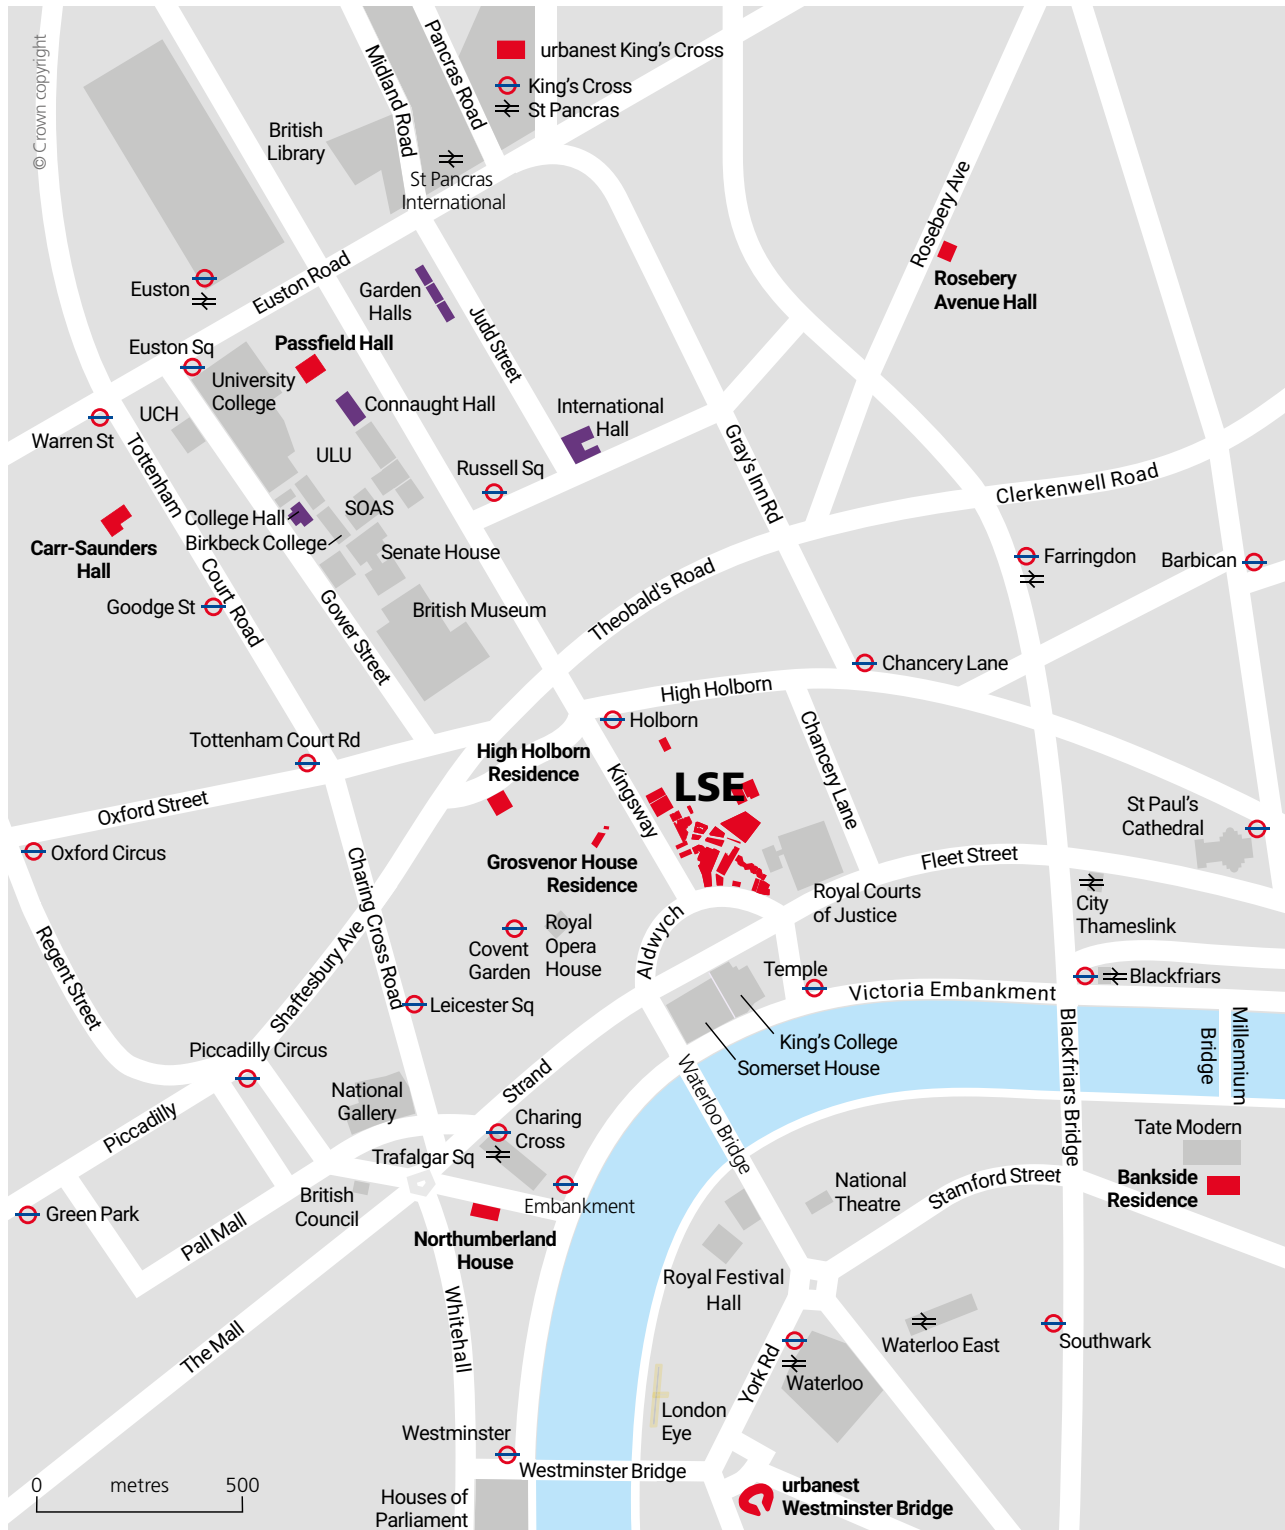 © Crown copyright
Midland Road
Pancras Road
urbanest King's Cross
King's Cross
St Pancras
British
Library
St Pancras
International
Rosebery Ave
Rosebery
Avenue Hall
Euston
Euston Road
Garden
Halls
Judd Street
Euston Sq
Passfield Hall
University
College
UCH
Connaught Hall
International
Hall
Warren St
Tottenham
Court Road
ULU
Russell Sq
Gray's Inn Rd
Clerkenwell Road
SOAS
College Hall
Birkbeck College
Carr-Saunders
Hall
Senate House
Farringdon
Barbican
Goodge St
Gower Street
British Museum
Theobald's Road
Chancery Lane
High Holborn
Holborn
Chancery Lane
Tottenham Court Rd
High Holborn
Residence
Kingsway
LSE
Oxford Street
Oxford Circus
St Paul's
Cathedral
Grosvenor House
Residence
Fleet Street
Charing Cross Road
Royal Courts
of Justice
City
Thameslink
Regent Street
Shaftesbury Ave
Covent
Garden
Royal
Opera
House
Aldwych
Temple
Blackfriars
Victoria Embankment
Leicester Sq
King's College
Somerset House
Blackfriars Bridge
Millennium
Bridge
Piccadilly Circus
National
Gallery
Strand
Waterloo Bridge
Piccadilly
Charing
Cross
Trafalgar Sq
Tate Modern
Bankside
Residence
British
Council
Embankment
National
Theatre
Stamford Street
Green Park
Pall Mall
Northumberland
House
Royal Festival
Hall
Whitehall
The Mall
Waterloo East
Southwark
York Rd
Waterloo
London
Eye
Westminster
Westminster Bridge
urbanest
Westminster Bridge
0 metres 500
Houses of
Parliament